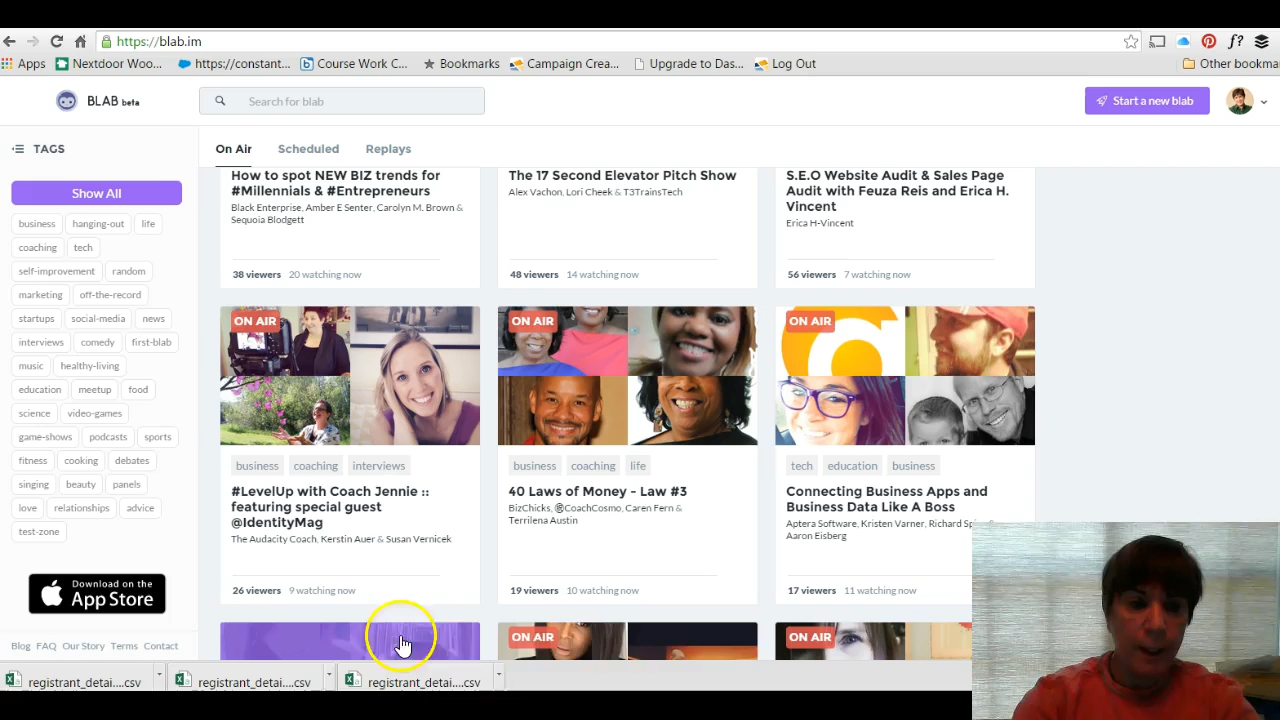 https://blab.im
Apps
Nextdoor Woo...
https://constant...
Course Work C...
Bookmarks
Campaign Crea...
Upgrade to Das...
Log Out
Other bookma
BLAB beta
Search for blab
Start a new blab
TAGS
On Air
Scheduled
Replays
Show All
business
hanging-out
life
coaching
tech
self-improvement
random
marketing
off-the-record
startups
social-media
news
interviews
comedy
first-blab
music
healthy-living
education
meetup
food
science
video-games
game-shows
podcasts
sports
fitness
cooking
debates
singing
beauty
panels
love
relationships
advice
test-zone
Download on the
App Store
Blog
FAQ
Our Story
Terms
Contact
How to spot NEW BIZ trends for
#Millennials & #Entrepreneurs
Black Enterprise, Amber E Senter, Carolyn M. Brown &
Sequoia Blodgett
38 viewers 20 watching now
The 17 Second Elevator Pitch Show
Alex Vachon, Lori Cheek & T3TrainsTech
48 viewers 14 watching now
S.E.O Website Audit & Sales Page
Audit with Feuza Reis and Erica H.
Vincent
Erica H-Vincent
56 viewers 7 watching now
ON AIR
business
coaching
interviews
#LevelUp with Coach Jennie ::
featuring special guest
@IdentityMag
The Audacity Coach, Kerstin Auer & Susan Vernicek
26 viewers 9 watching now
ON AIR
business
coaching
life
40 Laws of Money - Law #3
BizChicks, @CoachCosmo, Caren Fern &
Terrilena Austin
19 viewers 10 watching now
ON AIR
tech
education
business
Connecting Business Apps and
Business Data Like A Boss
Aptera Software, Kristen Varner, Richard
Aaron Eisberg
17 viewers 11 watching now
ON AIR
ON AIR
registrant_detai....csv
registrant_detai....csv
registrant_detai....csv